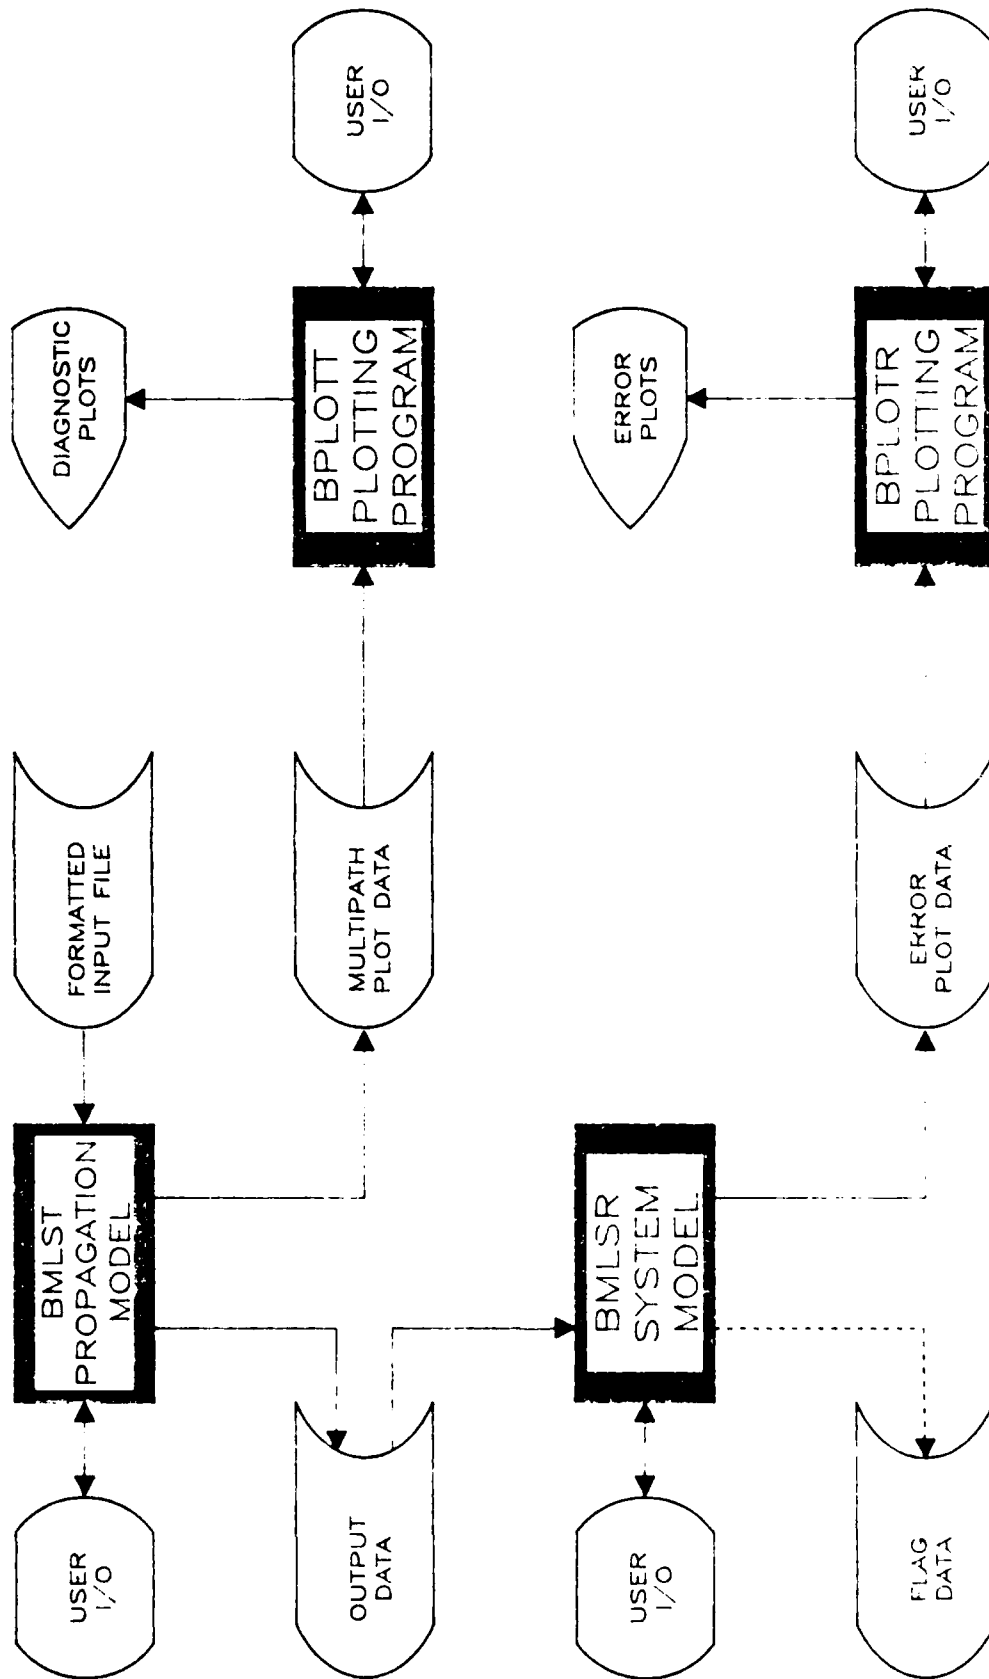 USER
I/O
BMLST
PROPAGATION
MODEL
FORMATTED
INPUT FILE
DIAGNOSTIC
PLOTS
OUTPUT
DATA
MULTIPATH
PLOT DATA
BPLOTT
PLOTTING
PROGRAM
USER
I/O
USER
I/O
BMLSR
SYSTEM
MODEL
ERROR
PLOTS
FLAG
DATA
ERROR
PLOT DATA
BPLOTR
PLOTTING
PROGRAM
USER
I/O